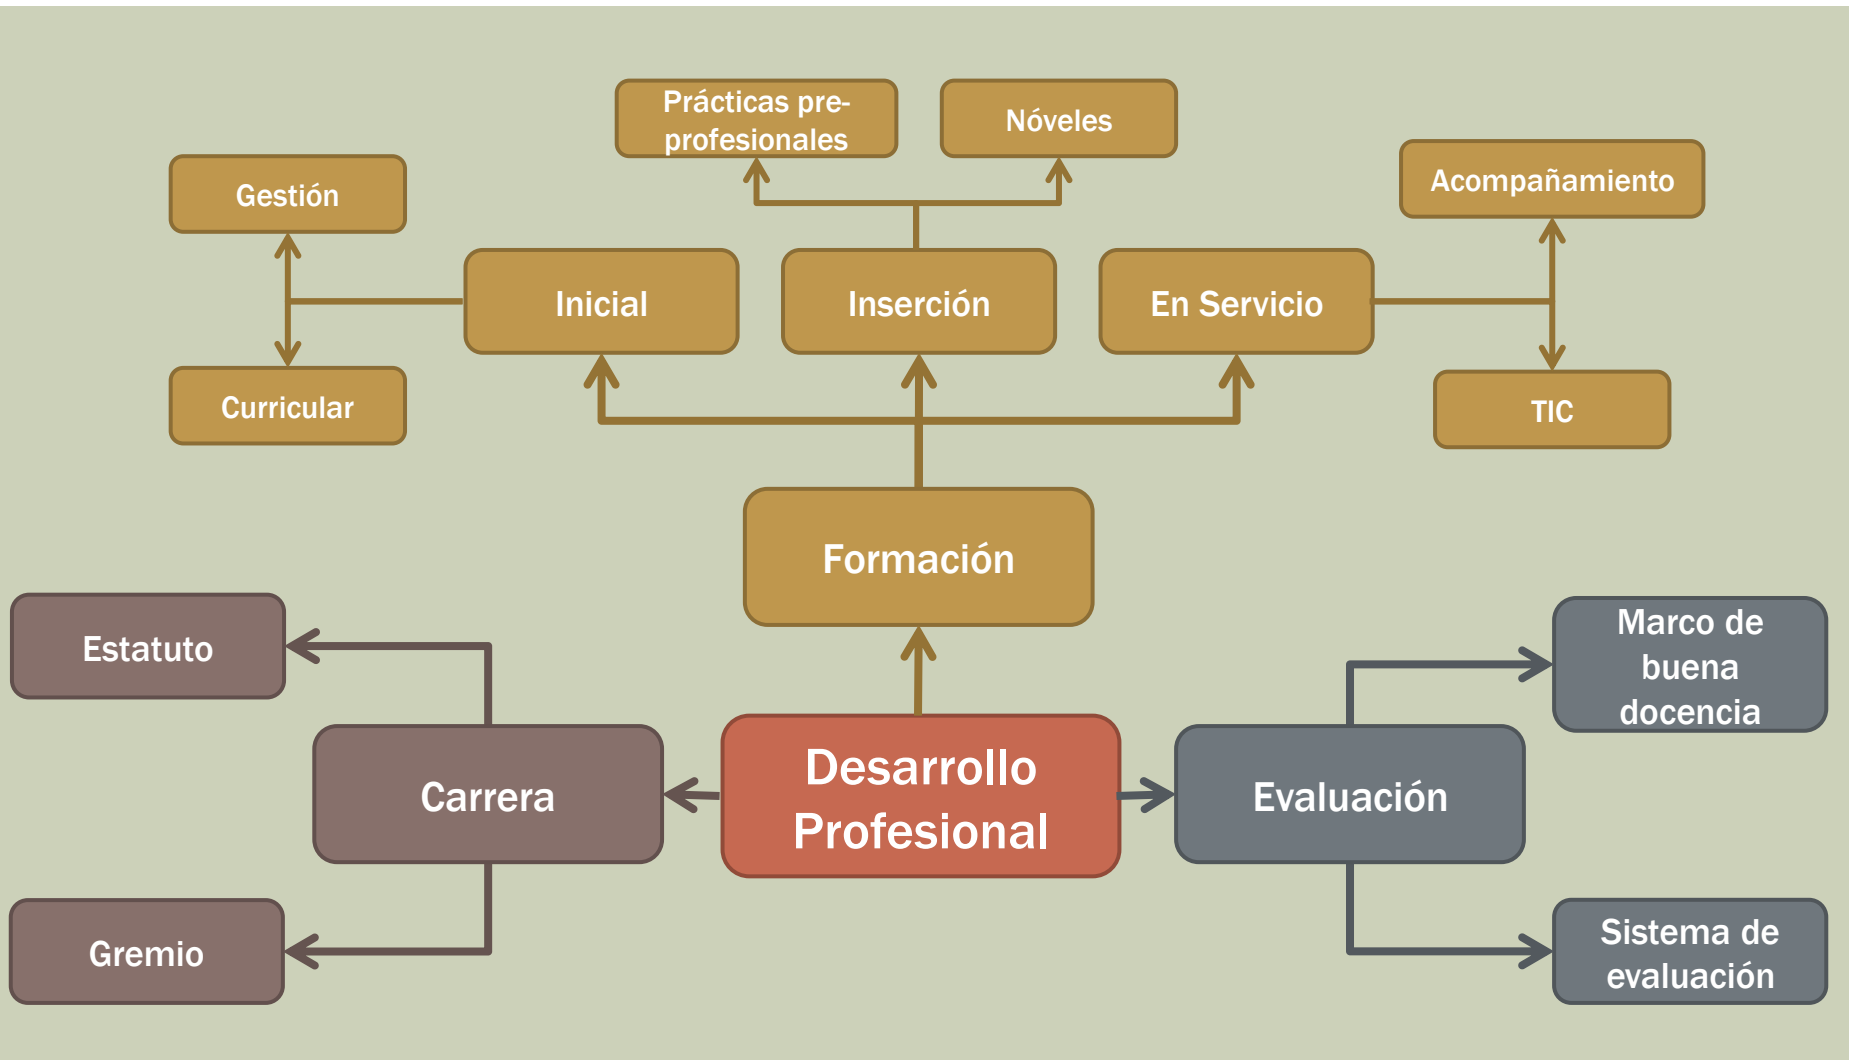 Prácticas pre-
profesionales
Nóveles
Acompañamiento
Gestión
Inicial
Inserción
En Servicio
Curricular
TIC
Formación
Estatuto
Marco de
buena
docencia
Carrera
Desarrollo
Profesional
Evaluación
Gremio
Sistema de
evaluación